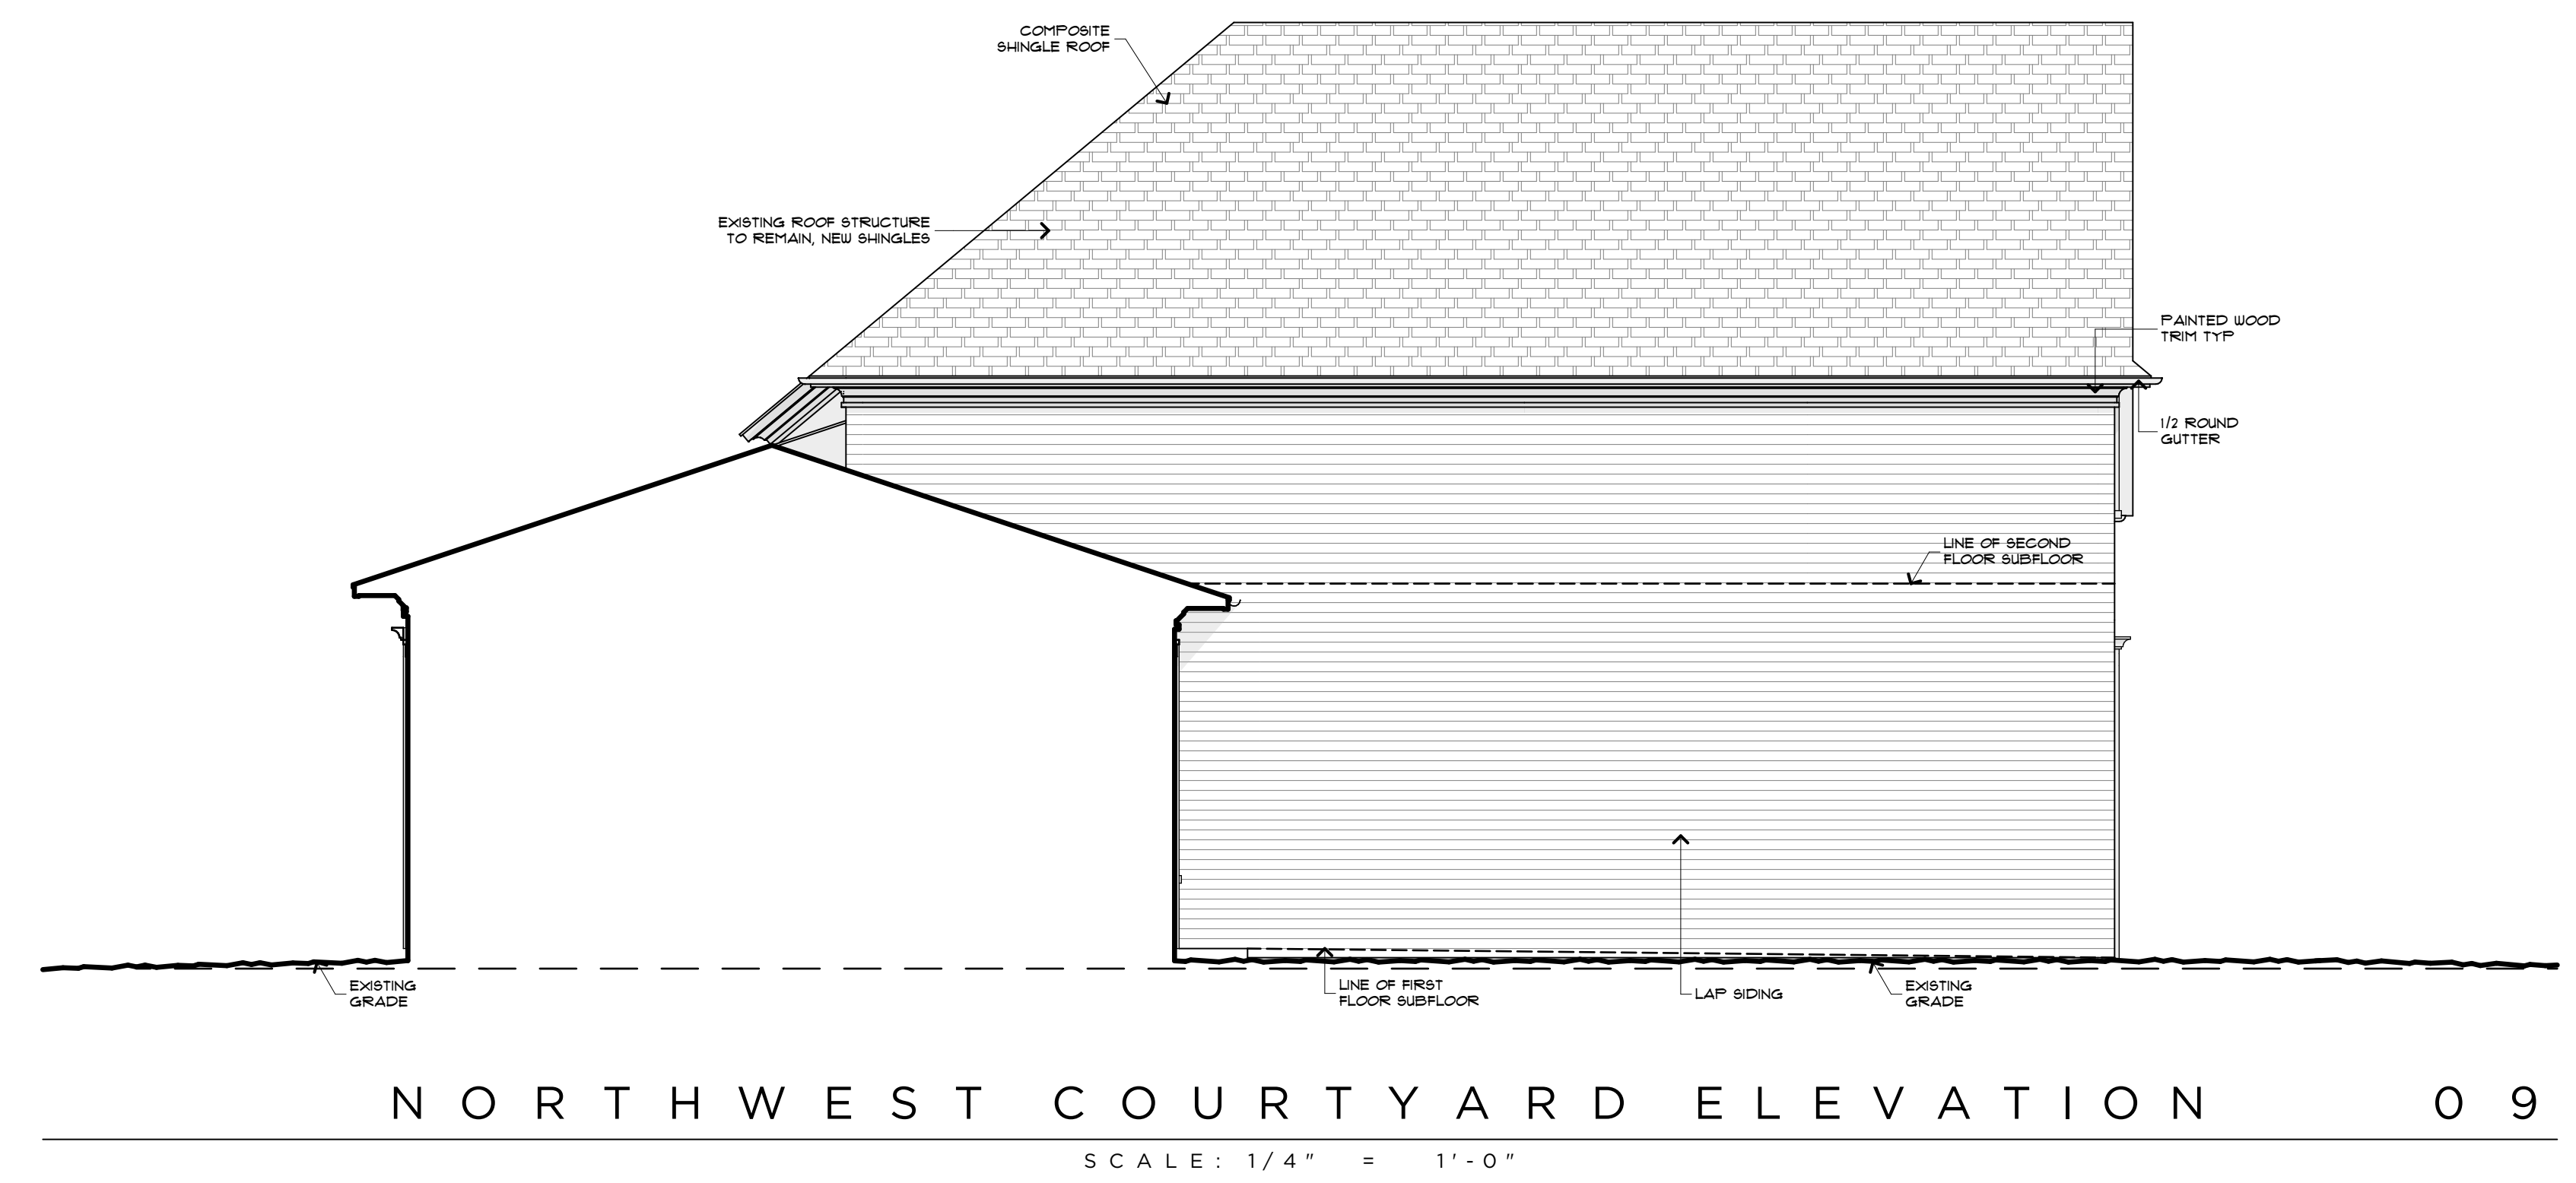 COMPOSITE
SHINGLE ROOF
EXISTING ROOF STRUCTURE
TO REMAIN, NEW SHINGLES
PAINTED WOOD
TRIM TYP
1/2 ROUND
GUTTER
LINE OF SECOND
FLOOR SUBFLOOR
EXISTING
GRADE
LINE OF FIRST
FLOOR SUBFLOOR
LAP SIDING
EXISTING
GRADE
NORTHWEST COURTYARD ELEVATION 09
SCALE: 1/4" = 1'-0"